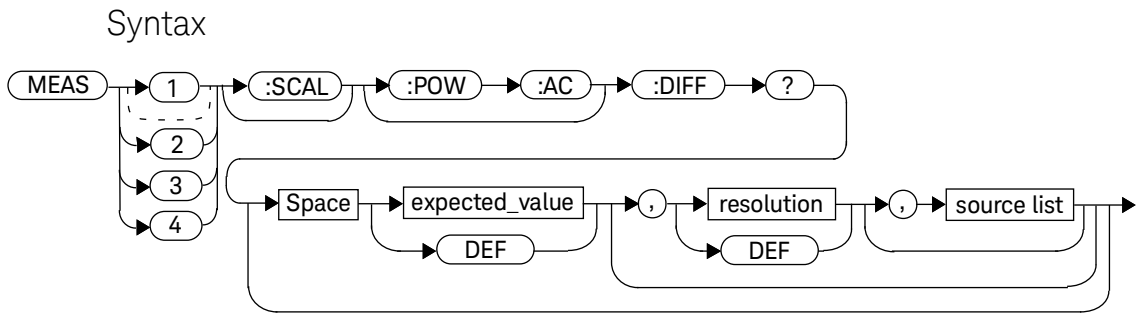 Syntax
MEAS 1 :SCAL :POW :AC :DIFF ?
2
3
4
Space expected_value , resolution , source list
DEF DEF